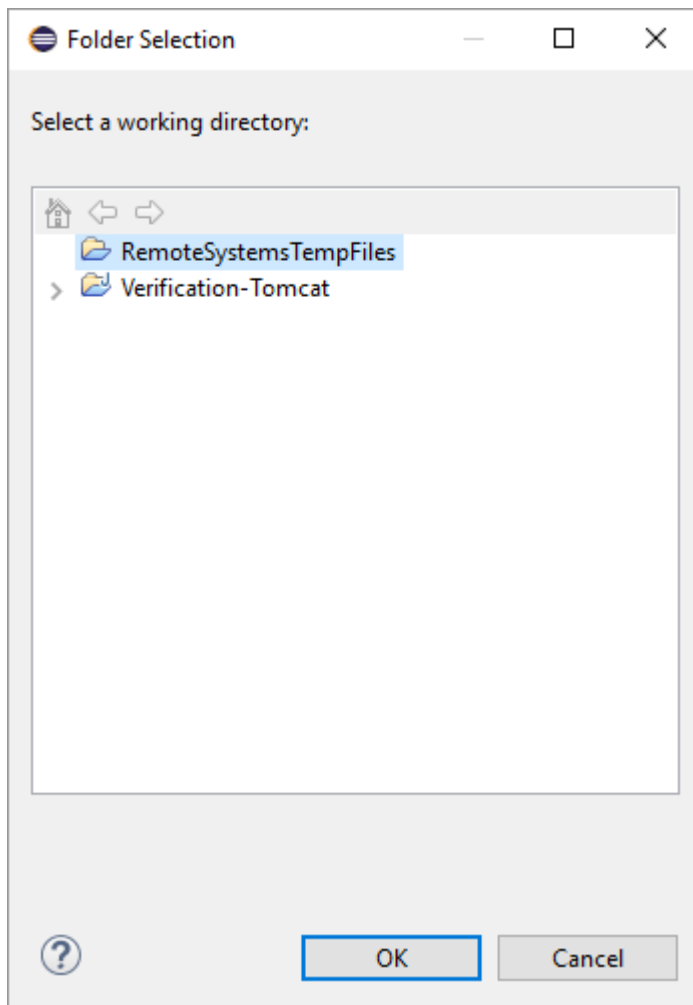 Folder Selection
Select a working directory:
RemoteSystemsTempFiles
Verification-Tomcat
?
OK Cancel